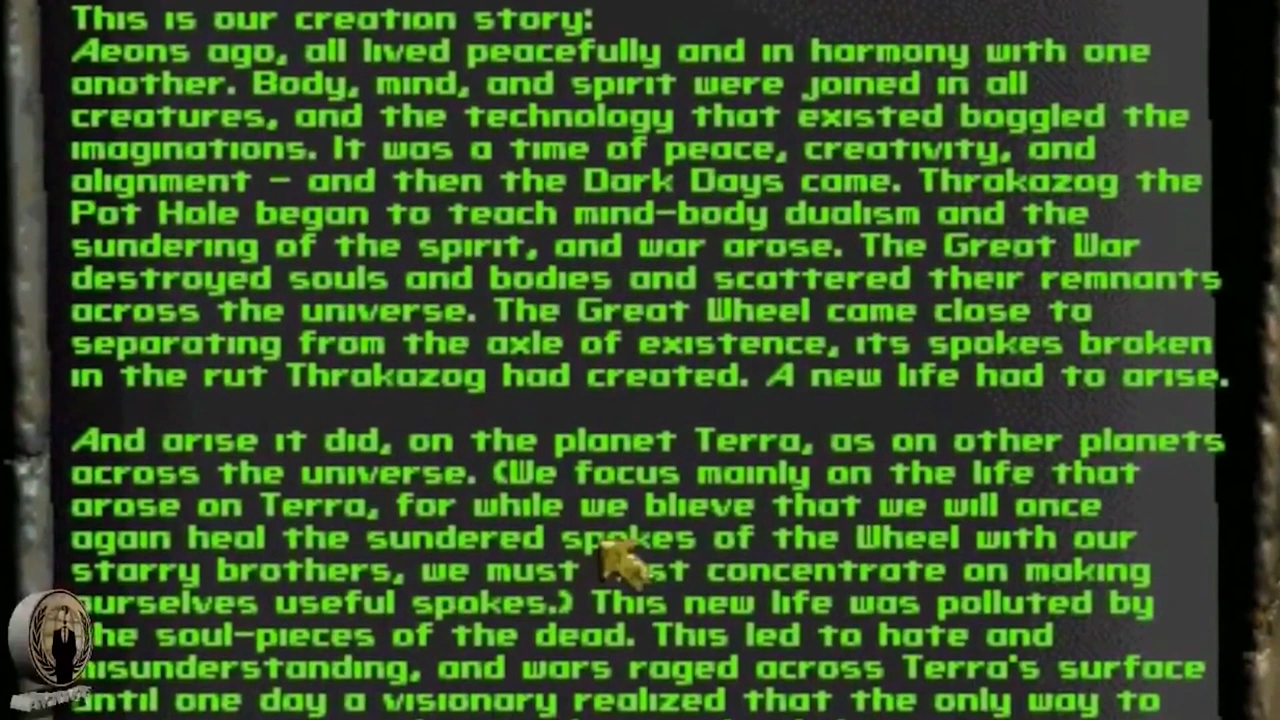 This is our creation story:
Aeons ago, all lived peacefully and in harmony with one
another. Body, mind, and spirit were joined in all
creatures, and the technology that existed boggled the
imaginations. It was a time of peace, creativity, and
alignment - and then the Dark Days came. Thrakazog the
Pot Hole began to teach mind-body dualism and the
sundering of the spirit, and war arose. The Great War
destroyed souls and bodies and scattered their remnants
across the universe. The Great Wheel came close to
separating from the axle of existence, its spokes broken
in the rut Thrakazog had created. A new life had to arise.
And arise it did, on the planet Terra, as on other planets
across the universe. (We focus mainly on the life that
arose on Terra, for while we blieve that we will once
again heal the sundered spokes of the Wheel with our
starry brothers, we must concentrate on making
ourselves useful spokes.) This new life was polluted by
the soul-pieces of the dead. This led to hate and
misunderstanding, and wars raged across Terra's surface
until one day a visionary realized that the only way to